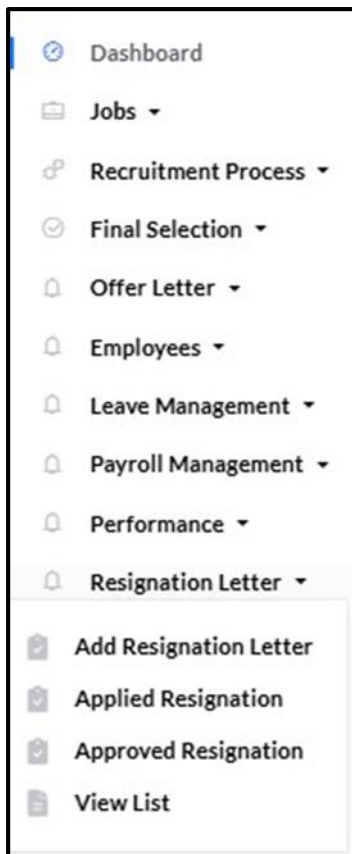 Dashboard
Jobs
Recruitment Process
Final Selection
Offer Letter
Employees
Leave Management
Payroll Management
Performance
Resignation Letter
Add Resignation Letter
Applied Resignation
Approved Resignation
View List